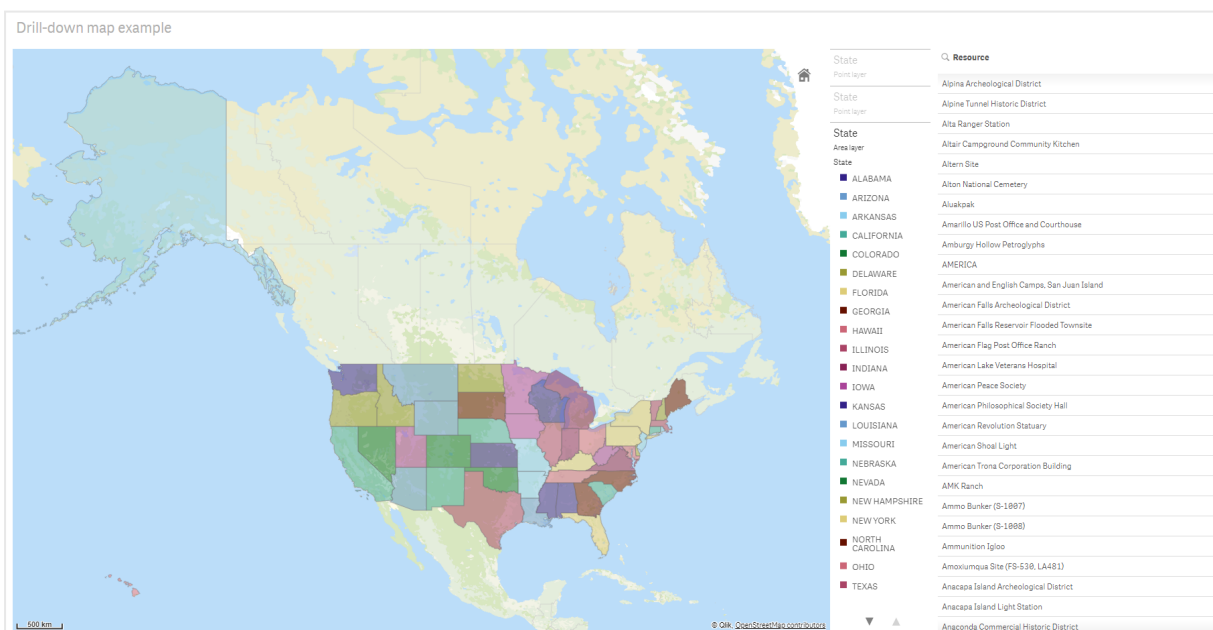 Drill-down map example
State
Point layer
State
Point layer
State
Area layer
State
ALABAMA
ARIZONA
ARKANSAS
CALIFORNIA
COLORADO
DELAWARE
FLORIDA
GEORGIA
HAWAII
ILLINOIS
INDIANA
IOWA
KANSAS
LOUISIANA
MISSOURI
NEBRASKA
NEVADA
NEW HAMPSHIRE
NEW YORK
NORTH
CAROLINA
OHIO
TEXAS
500 km
© Qlik, OpenStreetMap contributors
Resource
Alpina Archeological District
Alpine Tunnel Historic District
Alta Ranger Station
Altair Campground Community Kitchen
Altern Site
Alton National Cemetery
Aluakpak
Amarillo US Post Office and Courthouse
Amburgy Hollow Petroglyphs
AMERICA
American and English Camps, San Juan Island
American Falls Archeological District
American Falls Reservoir Flooded Townsite
American Flag Post Office Ranch
American Lake Veterans Hospital
American Peace Society
American Philosophical Society Hall
American Revolution Statuary
American Shoal Light
American Trona Corporation Building
AMK Ranch
Ammo Bunker (S-1007)
Ammo Bunker (S-1008)
Ammunition Igloo
Amoxiumqua Site (FS-530, LA481)
Anacapa Island Archeological District
Anacapa Island Light Station
Anaconda Commercial Historic District